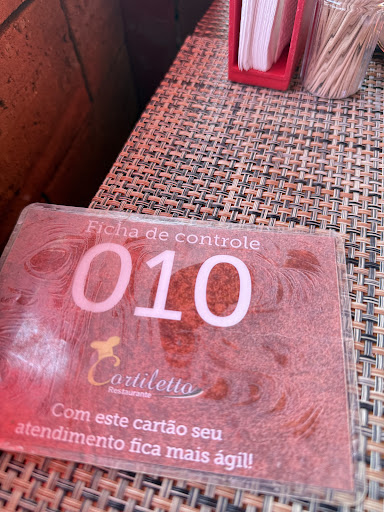 Ficha de controle
010
Cortiletto
Restaurante
Com este cartão seu
atendimento fica mais ágil!